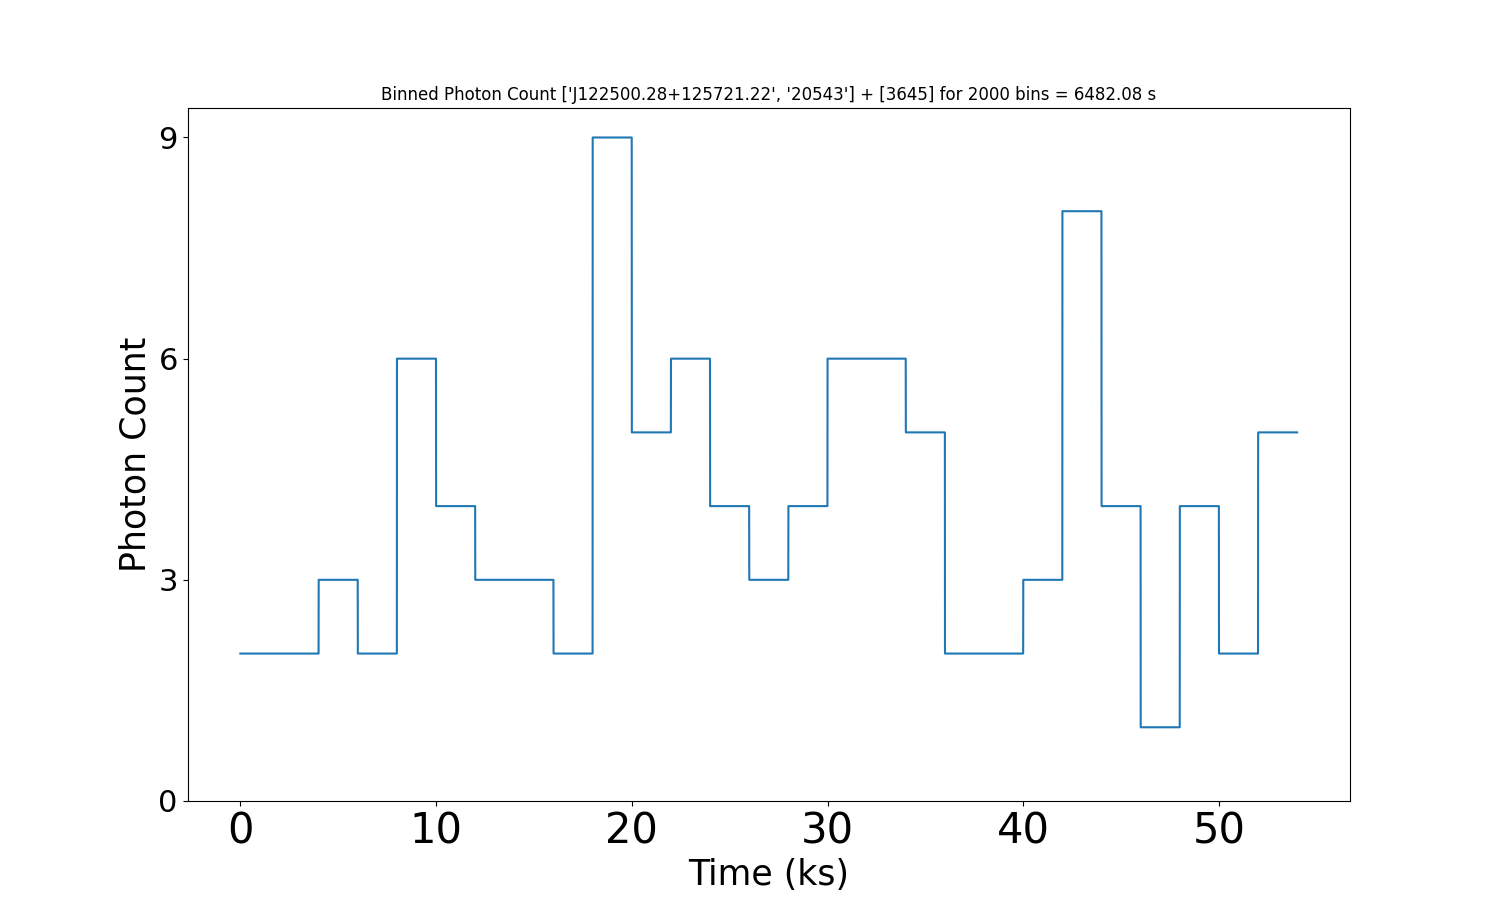 Binned Photon Count ['J122500.28+125721.22', '20543'] + [3645] for 2000 bins = 6482.08 s
9
6
3
0
Photon Count
0 10 20 30 40 50
Time (ks)